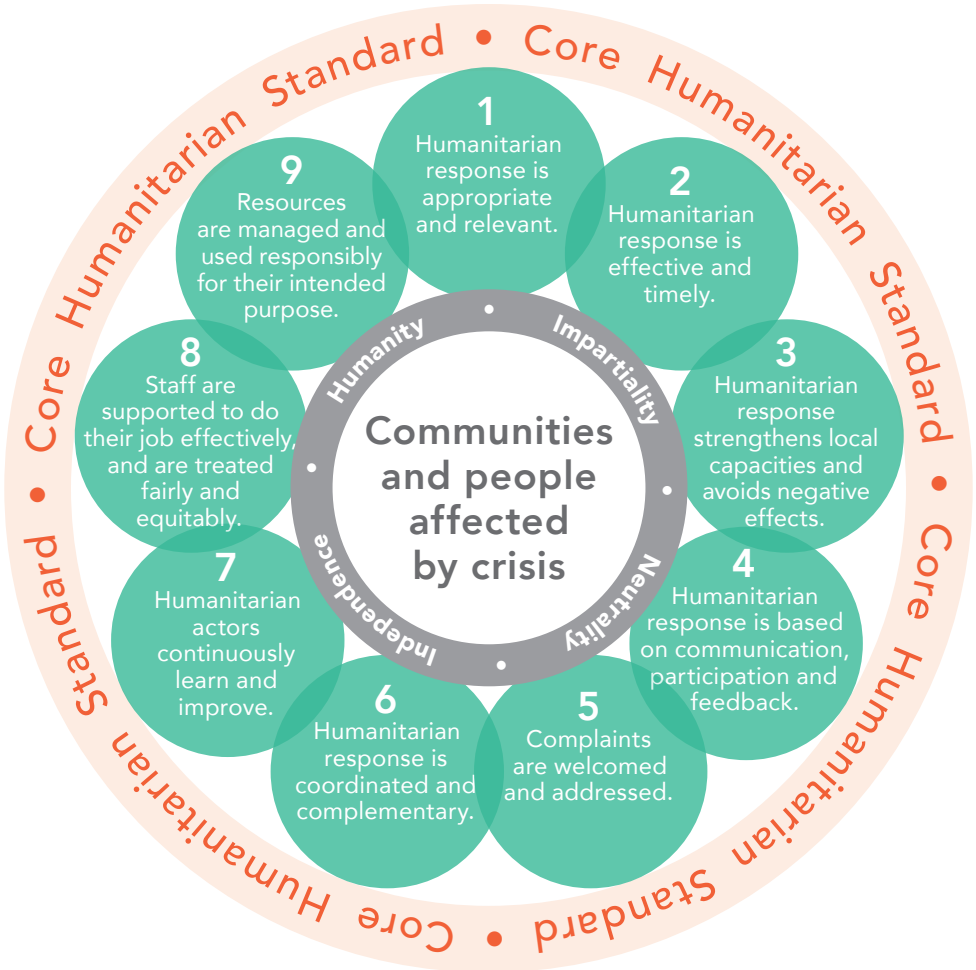 Core Humanitarian Standard • Core Humanitarian Standard • Core Humanitarian Standard • Core Humanitarian Standard •
1
Humanitarian
response is
appropriate
and relevant.
2
Humanitarian
response is
effective and
timely.
3
Humanitarian
response
strengthens local
capacities and
avoids negative
effects.
4
Humanitarian
response is based
on communication,
participation and
feedback.
5
Complaints
are welcomed
and addressed.
6
Humanitarian
response is
coordinated and
complementary.
7
Humanitarian
actors
continuously
learn and
improve.
8
Staff are
supported to do
their job effectively,
and are treated
fairly and
equitably.
9
Resources
are managed and
used responsibly
for their intended
purpose.
Humanity • Impartiality • Neutrality • Independence •
Communities
and people
affected
by crisis